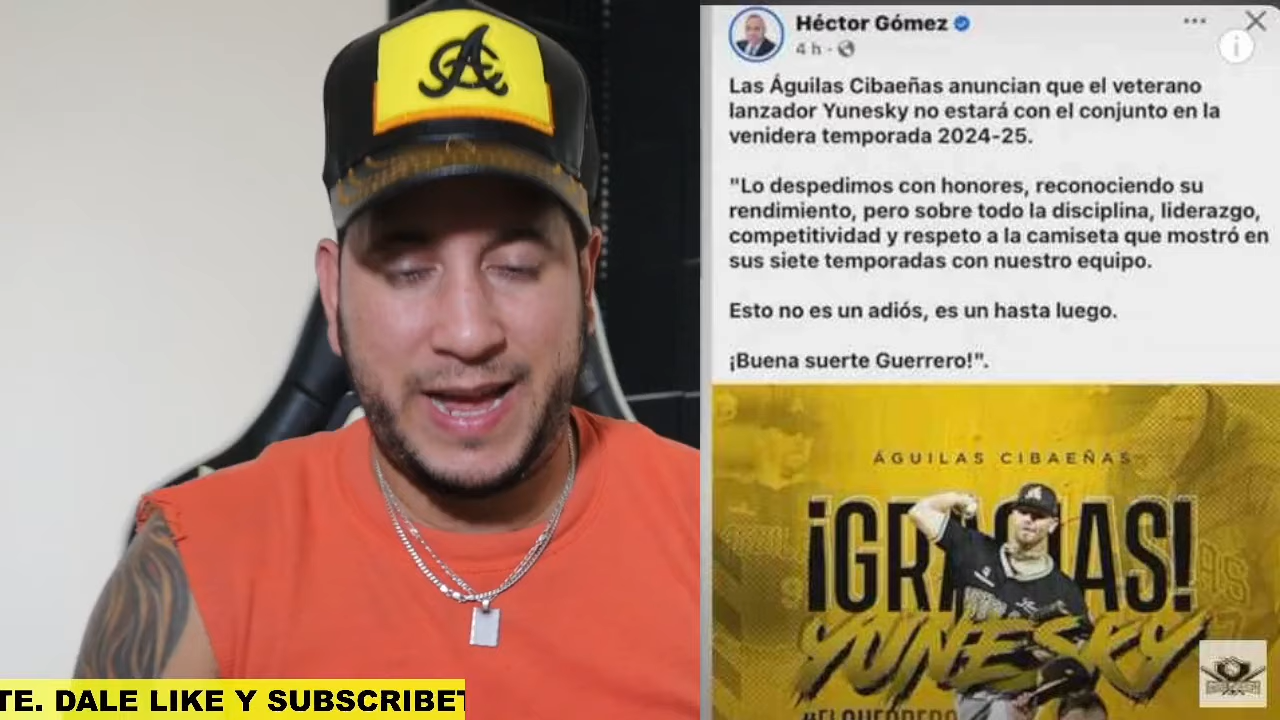 Héctor Gómez
4 h
Las Águilas Cibaeñas anuncian que el veterano
lanzador Yunesky no estará con el conjunto en la
venidera temporada 2024-25.
"Lo despedimos con honores, reconociendo su
rendimiento, pero sobre todo la disciplina, liderazgo,
competitividad y respeto a la camiseta que mostró en
sus siete temporadas con nuestro equipo.
Esto no es un adiós, es un hasta luego.
¡Buena suerte Guerrero!".
ÁGUILAS CIBAEÑAS
¡GRACIAS!
YUNESKY
#ELGUERRERO
TE. DALE LIKE Y SUBSCRIBET